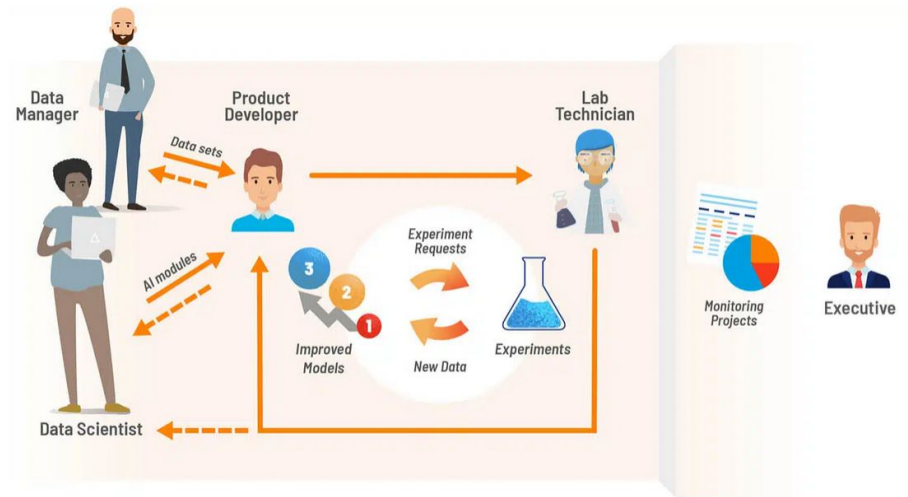 Data
Manager
Product
Developer
Lab
Technician
Data sets
AI modules
Experiment
Requests
3
2
1
Improved
Models
New Data
Experiments
Monitoring
Projects
Executive
Data Scientist